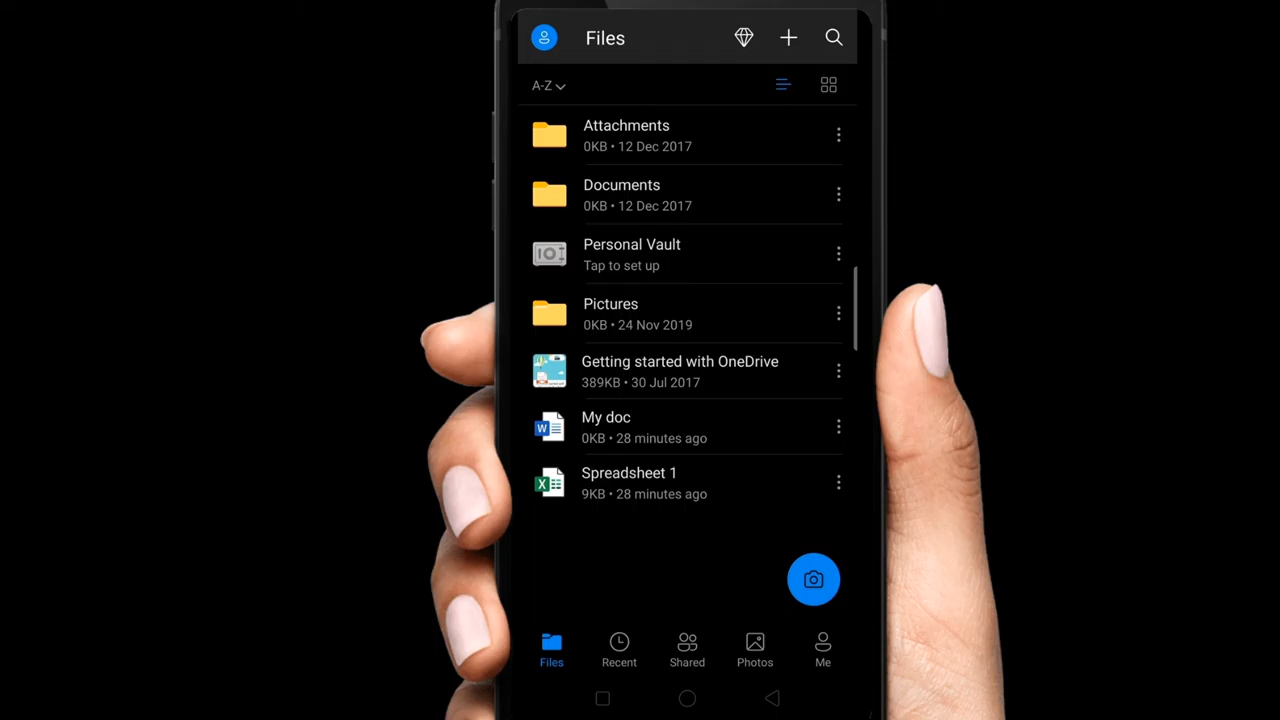 Files
A-Z
Attachments
0KB • 12 Dec 2017
Documents
0KB • 12 Dec 2017
Personal Vault
Tap to set up
Pictures
0KB • 24 Nov 2019
Getting started with OneDrive
389KB • 30 Jul 2017
W
My doc
0KB • 28 minutes ago
X
Spreadsheet 1
9KB • 28 minutes ago
Files
Recent
Shared
Photos
Me